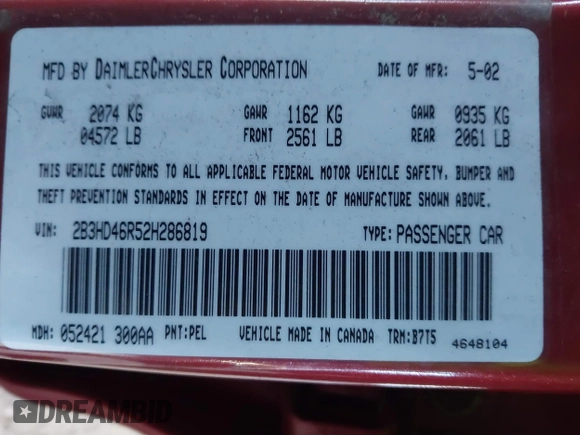 MFD BY DAIMLERCHRYSLER CORPORATION DATE OF MFR: 5-02
GVWR 2074 KG GAWR 1162 KG GAWR 0935 KG
04572 LB FRONT 2561 LB REAR 2061 LB
THIS VEHICLE CONFORMS TO ALL APPLICABLE FEDERAL MOTOR VEHICLE SAFETY, BUMPER AND
THEFT PREVENTION STANDARDS IN EFFECT ON THE DATE OF MANUFACTURE SHOWN ABOVE.
VIN: 2B3HD46R52H286819 TYPE: PASSENGER CAR
MDH: 052421 300AA PNT:PEL VEHICLE MADE IN CANADA TRM:B7T5
4648104
DREAMBID